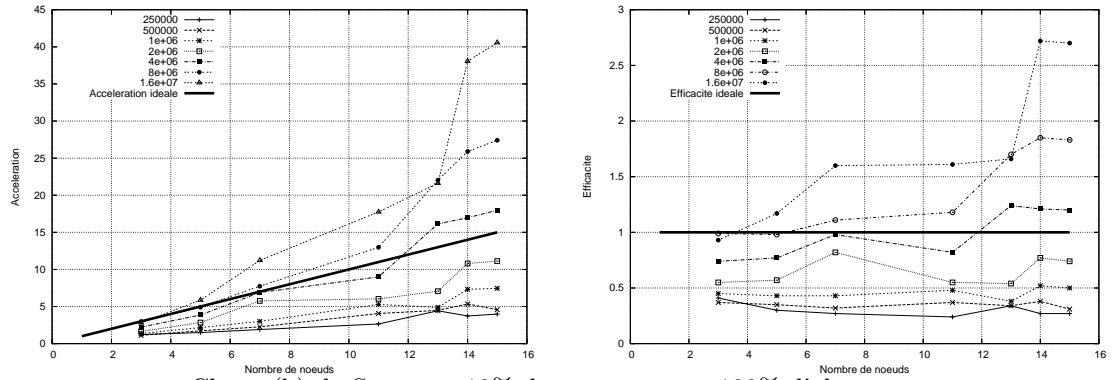 45
40
35
30
25
20
15
10
5
0
Acceleration
250000
500000
1e+06
2e+06
4e+06
8e+06
1.6e+07
Acceleration ideale
0 2 4 6 8 10 12 14 16
Nombre de noeuds
3
2.5
2
1.5
1
0.5
0
Efficacite
250000
500000
1e+06
2e+06
4e+06
8e+06
1.6e+07
Efficacite ideale
0 2 4 6 8 10 12 14 16
Nombre de noeuds